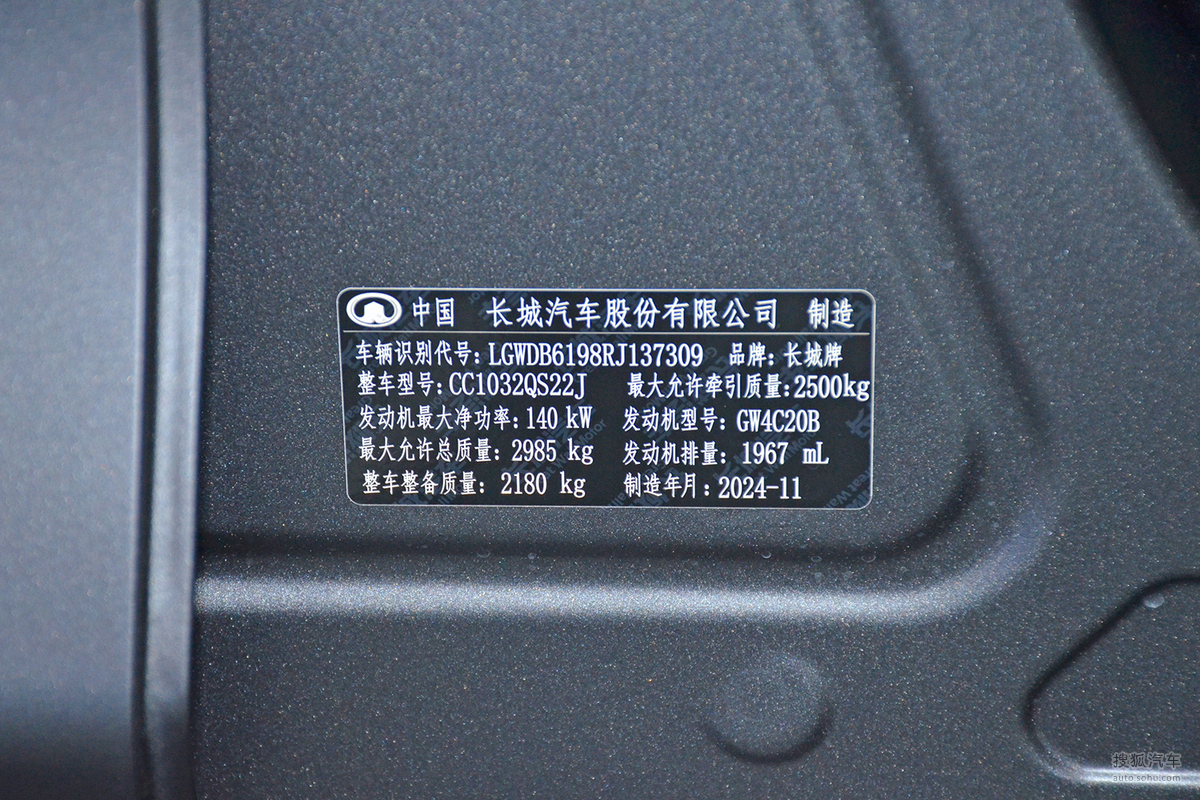 中国 长城汽车股份有限公司 制造
车辆识别代号:LGWDB6198RJ137309 品牌:长城牌
整车型号:CC1032QS22J 最大允许牵引质量:2500kg
发动机最大净功率:140 kW 发动机型号:GW4C20B
最大允许总质量:2985 kg 发动机排量:1967 mL
整车整备质量:2180 kg 制造年月:2024-11
搜狐汽车
auto.sohu.com